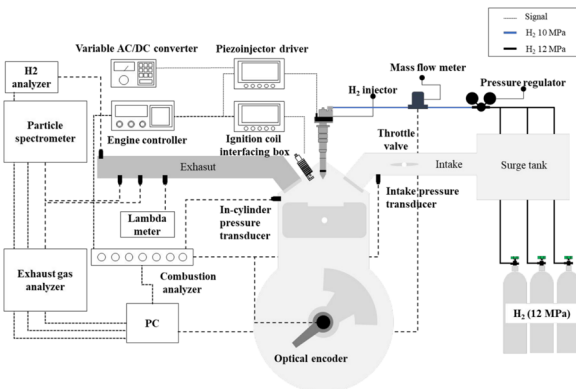 Signal
H₂ 10 MPa
H₂ 12 MPa
Variable AC/DC converter
Piezoinjector driver
Mass flow meter
H2
analyzer
H₂ injector
Pressure regulator
Particle
spectrometer
Engine controller
Ignition coil
interfacing box
Throttle
valve
Exhasut
Intake
Surge tank
Lambda
meter
In-cylinder
pressure
transducer
Intake pressure
transducer
Exhaust gas
analyzer
Combustion
analyzer
PC
H₂ (12 MPa)
Optical encoder